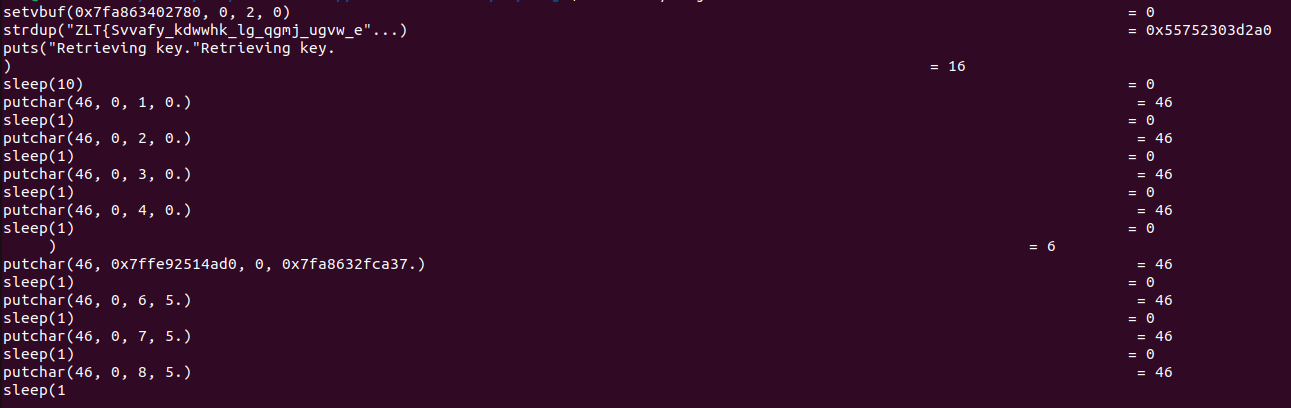 setvbuf(0x7fa863402780, 0, 2, 0) = 0
strdup("ZLT{Svvafy_kdwwhk_lg_qgmj_ugvw_e"...) = 0x55752303d2a0
puts("Retrieving key."Retrieving key.
) = 16
sleep(10) = 0
putchar(46, 0, 1, 0.) = 46
sleep(1) = 0
putchar(46, 0, 2, 0.) = 46
sleep(1) = 0
putchar(46, 0, 3, 0.) = 46
sleep(1) = 0
putchar(46, 0, 4, 0.) = 46
sleep(1) = 0
) = 6
putchar(46, 0x7ffe92514ad0, 0, 0x7fa8632fca37.) = 46
sleep(1) = 0
putchar(46, 0, 6, 5.) = 46
sleep(1) = 0
putchar(46, 0, 7, 5.) = 46
sleep(1) = 0
putchar(46, 0, 8, 5.) = 46
sleep(1